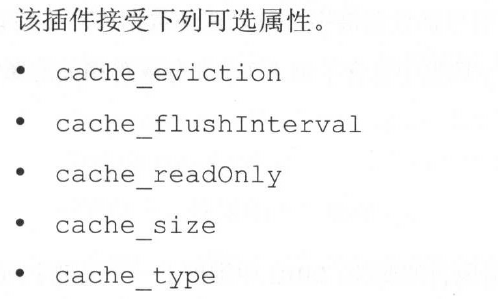 该插件接受下列可选属性。
• cache_eviction
• cache_flushInterval
• cache_readOnly
• cache_size
• cache_type